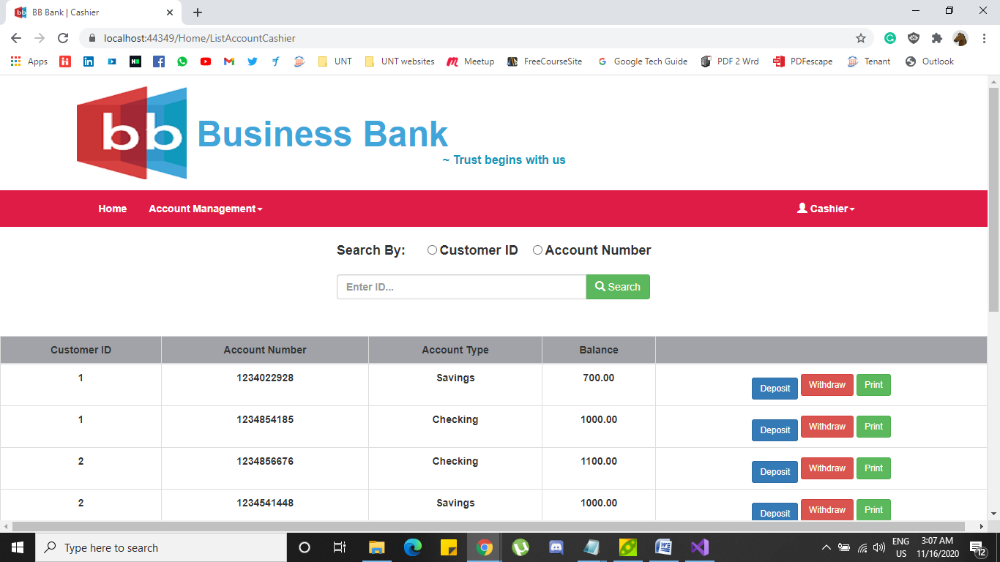 BB Bank | Cashier
localhost:44349/Home/ListAccountCashier
Apps UNT UNT websites Meetup FreeCourseSite Google Tech Guide PDF 2 Wrd PDFescape Tenant Outlook
bb Business Bank
~ Trust begins with us
Home Account Management Cashier
Search By: Customer ID Account Number
Enter ID... Search
Customer ID Account Number Account Type Balance
1 1234022928 Savings 700.00 Deposit Withdraw Print
1 1234854185 Checking 1000.00 Deposit Withdraw Print
2 1234856676 Checking 1100.00 Deposit Withdraw Print
2 1234541448 Savings 1000.00 Deposit Withdraw Print
Type here to search
ENG 3:07 AM
US 11/16/2020 12